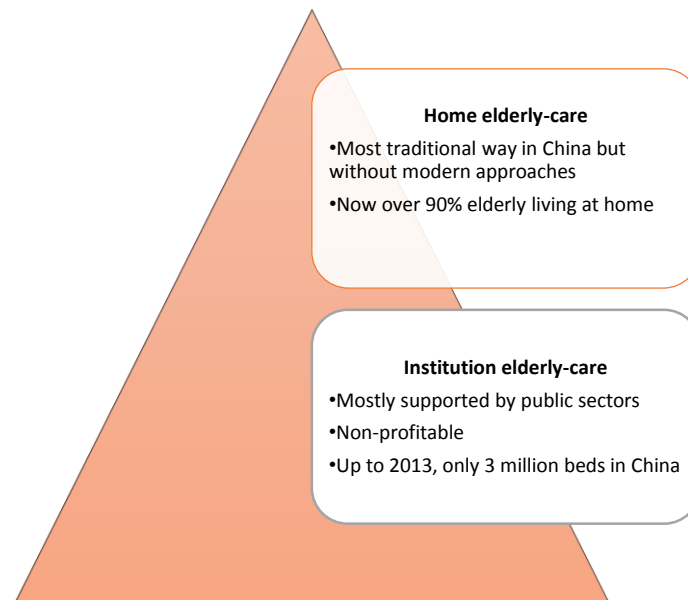 Home elderly-care
•Most traditional way in China but
without modern approaches
•Now over 90% elderly living at home
Institution elderly-care
•Mostly supported by public sectors
•Non-profitable
•Up to 2013, only 3 million beds in China